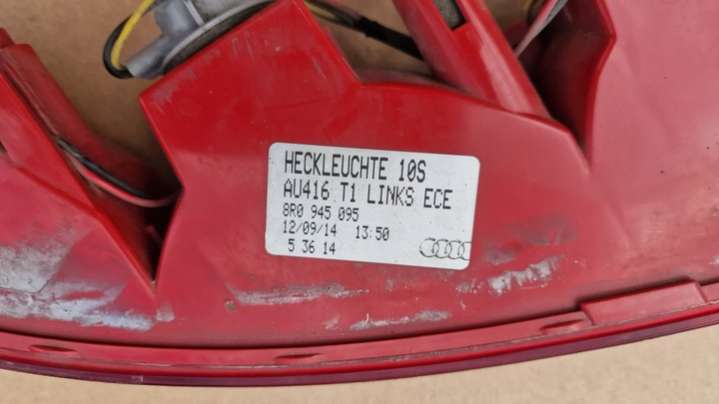 HECKLEUCHTE 10S
AU416 T1 LINKS ECE
8R0 945 095
12/09/14 13:50
5 36 14